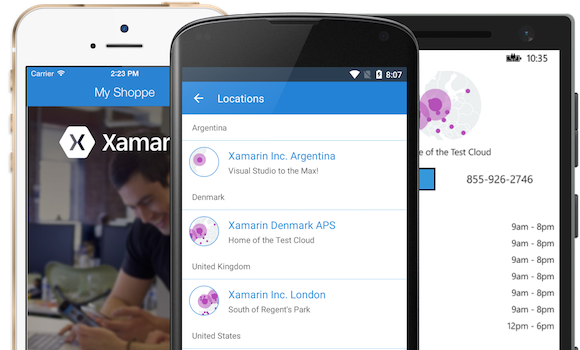 Carrier
2:23 PM
My Shoppe
Xamarin
8:07
Locations
Argentina
Xamarin Inc. Argentina
Visual Studio to the Max!
Denmark
Xamarin Denmark APS
Home of the Test Cloud
United Kingdom
Xamarin Inc. London
South of Regent's Park
United States
10:35
me of the Test Cloud
855-926-2746
9am - 8pm
9am - 8pm
9am - 8pm
9am - 8pm
9am - 8pm
9am - 8pm
12pm - 6pm